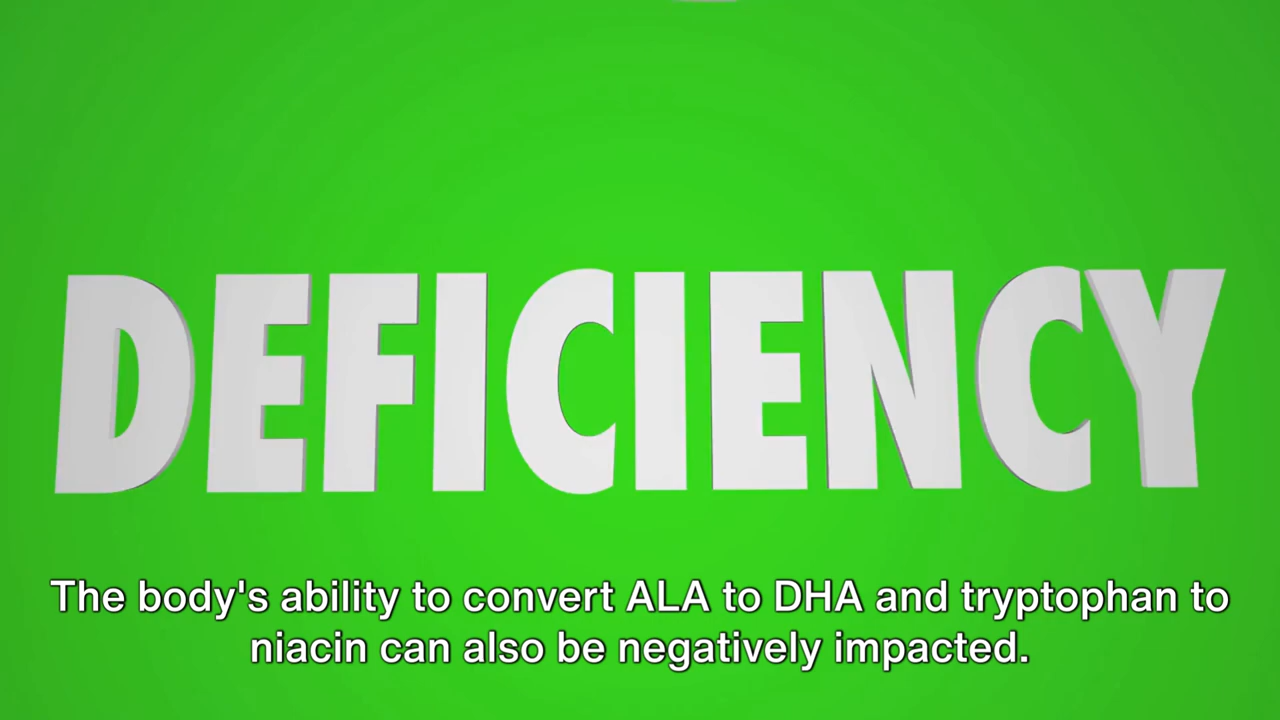 DEFICIENCY
The body's ability to convert ALA to DHA and tryptophan to
niacin can also be negatively impacted.